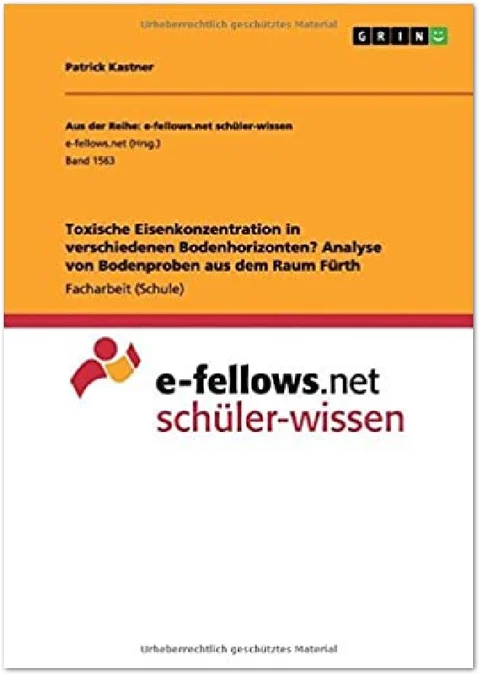 Urheberrechtlich geschütztes Material
GRIN
Patrick Kastner
Aus der Reihe: e-fellows.net schüler-wissen
e-fellows.net (Hrsg.)
Band 1563
Toxische Eisenkonzentration in
verschiedenen Bodenhorizonten? Analyse
von Bodenproben aus dem Raum Fürth
Facharbeit (Schule)
e-fellows.net
schüler-wissen
Urheberrechtlich geschütztes Material